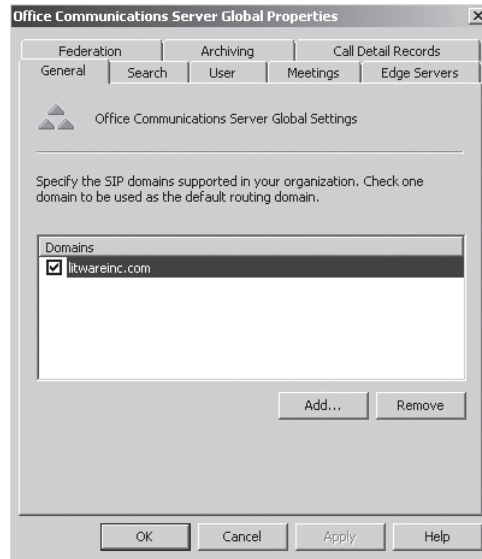 Office Communications Server Global Properties
Federation Archiving Call Detail Records
General Search User Meetings Edge Servers
Office Communications Server Global Settings
Specify the SIP domains supported in your organization. Check one
domain to be used as the default routing domain.
Domains
litwareinc.com
Add... Remove
OK Cancel Apply Help